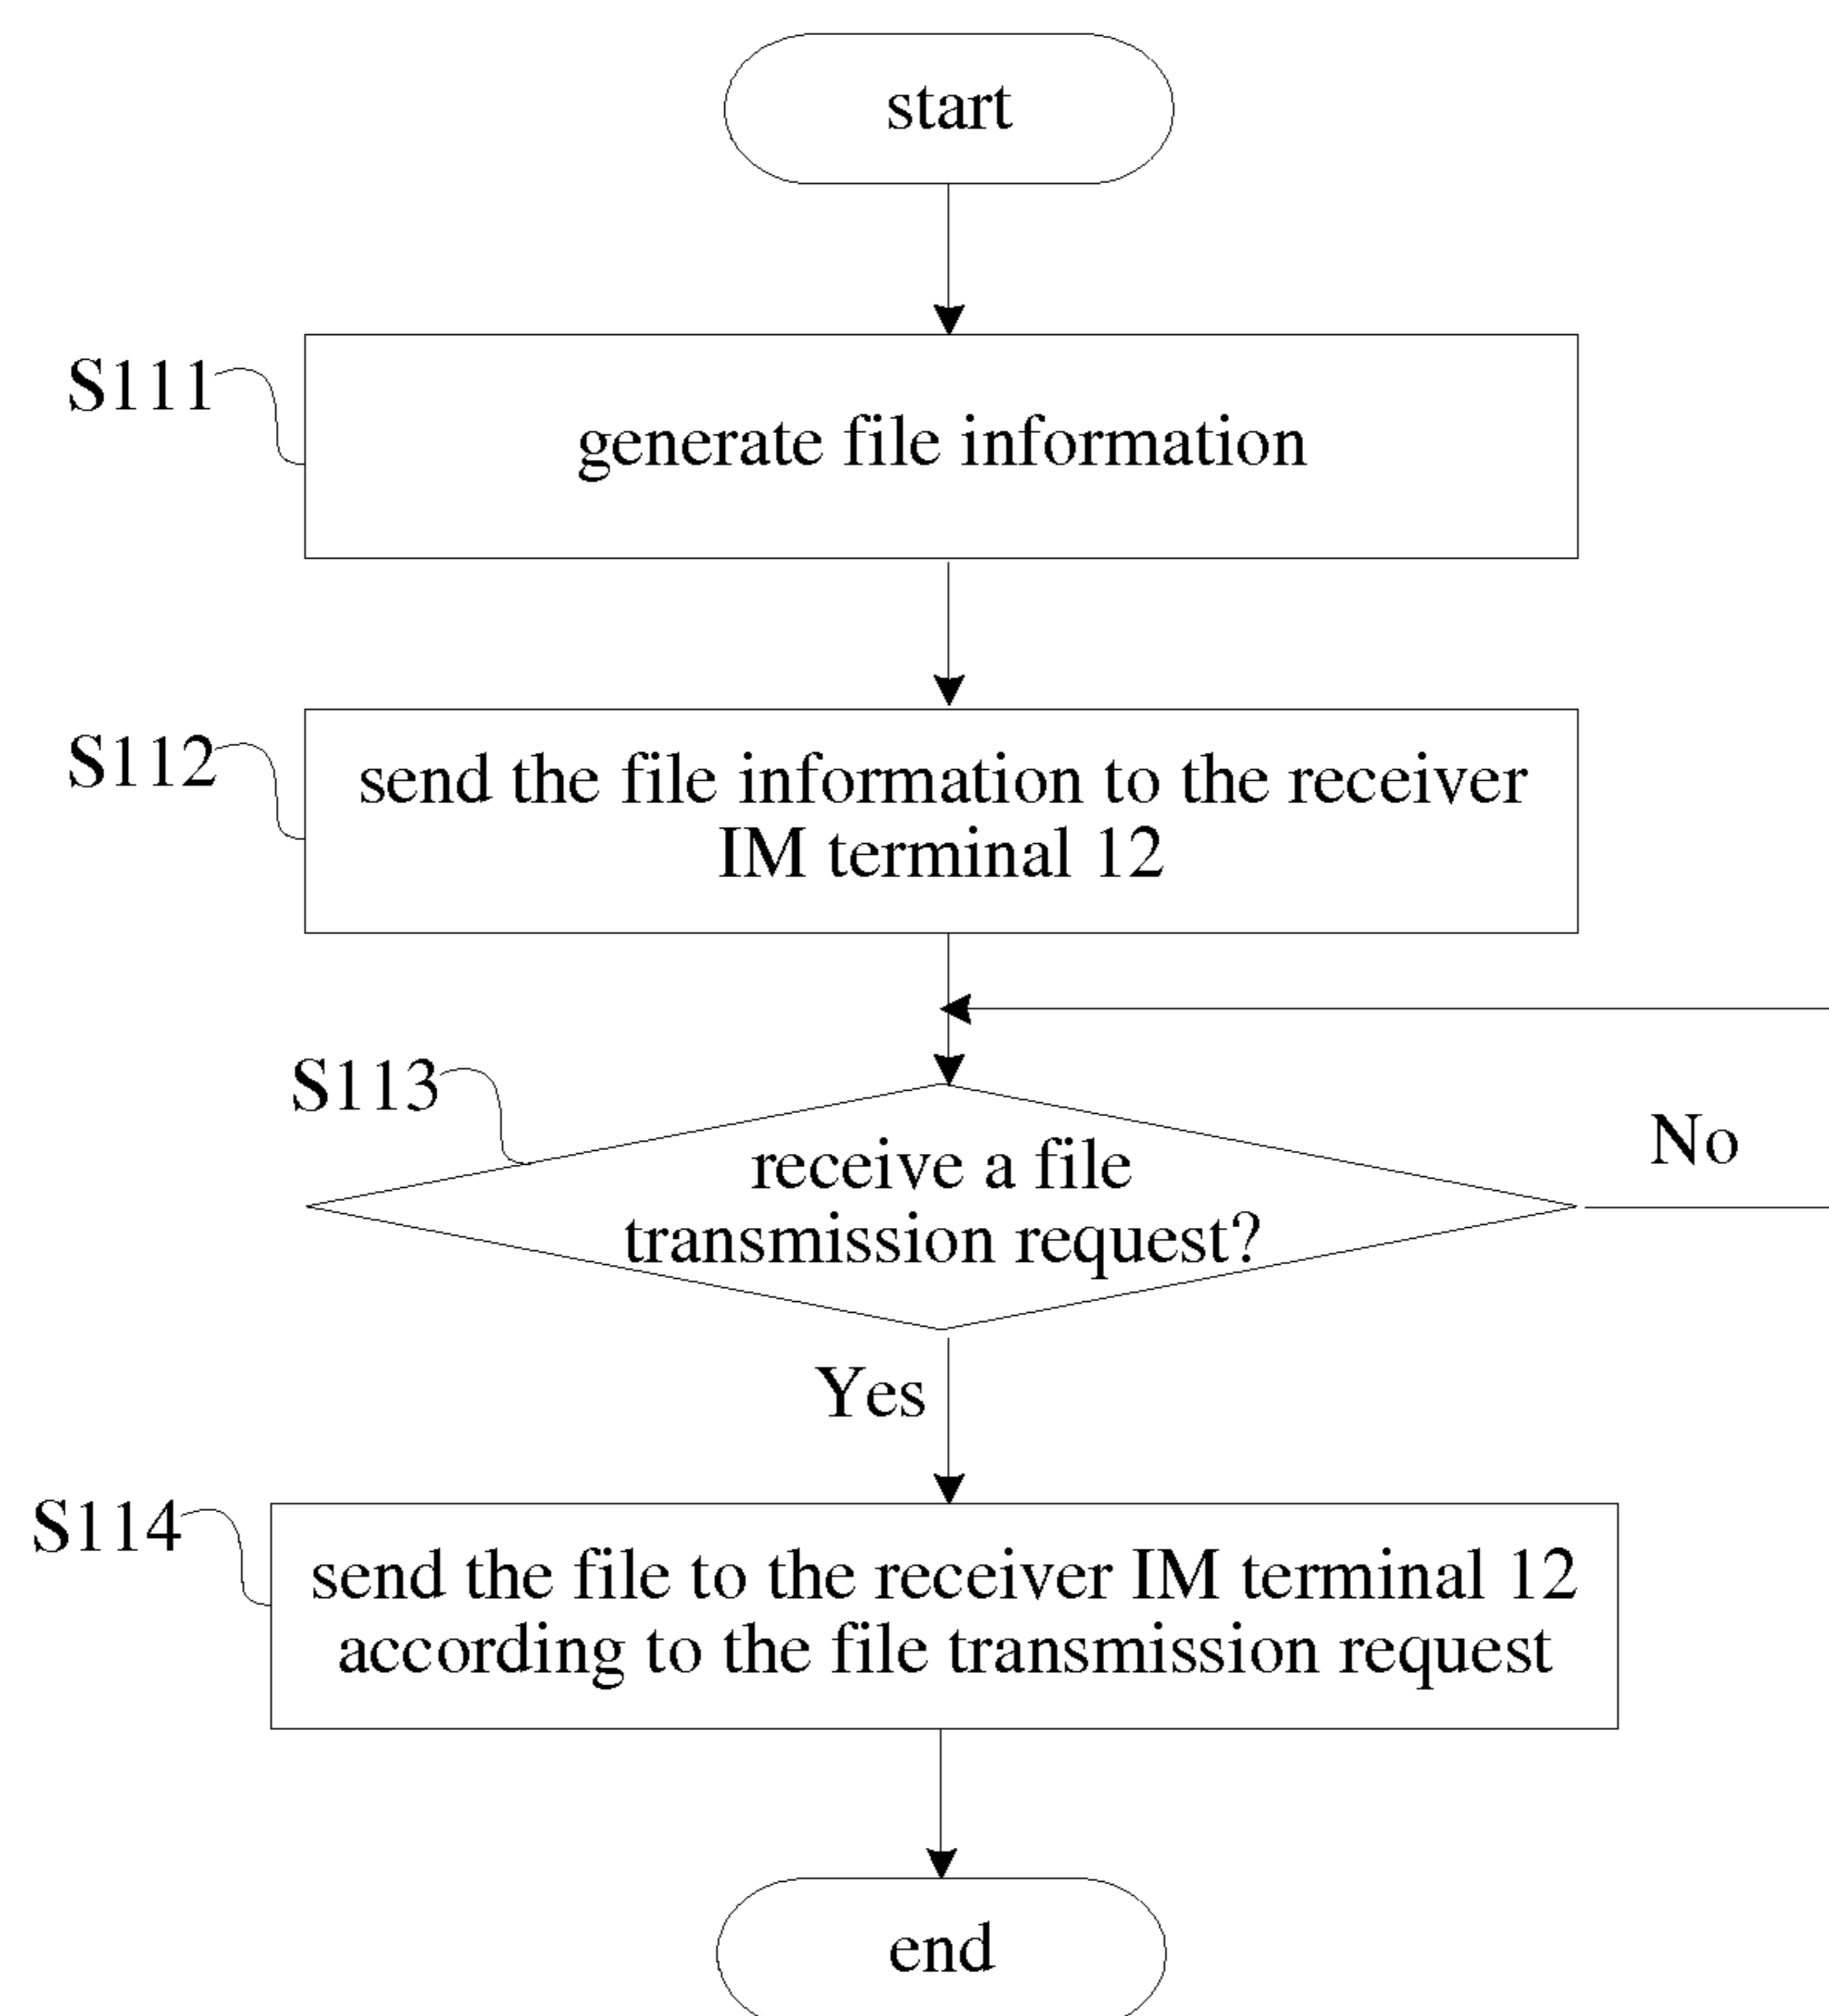 start
S111
generate file information
S112
send the file information to the receiver
IM terminal 12
S113
receive a file
transmission request?
No
Yes
S114
send the file to the receiver IM terminal 12
according to the file transmission request
end